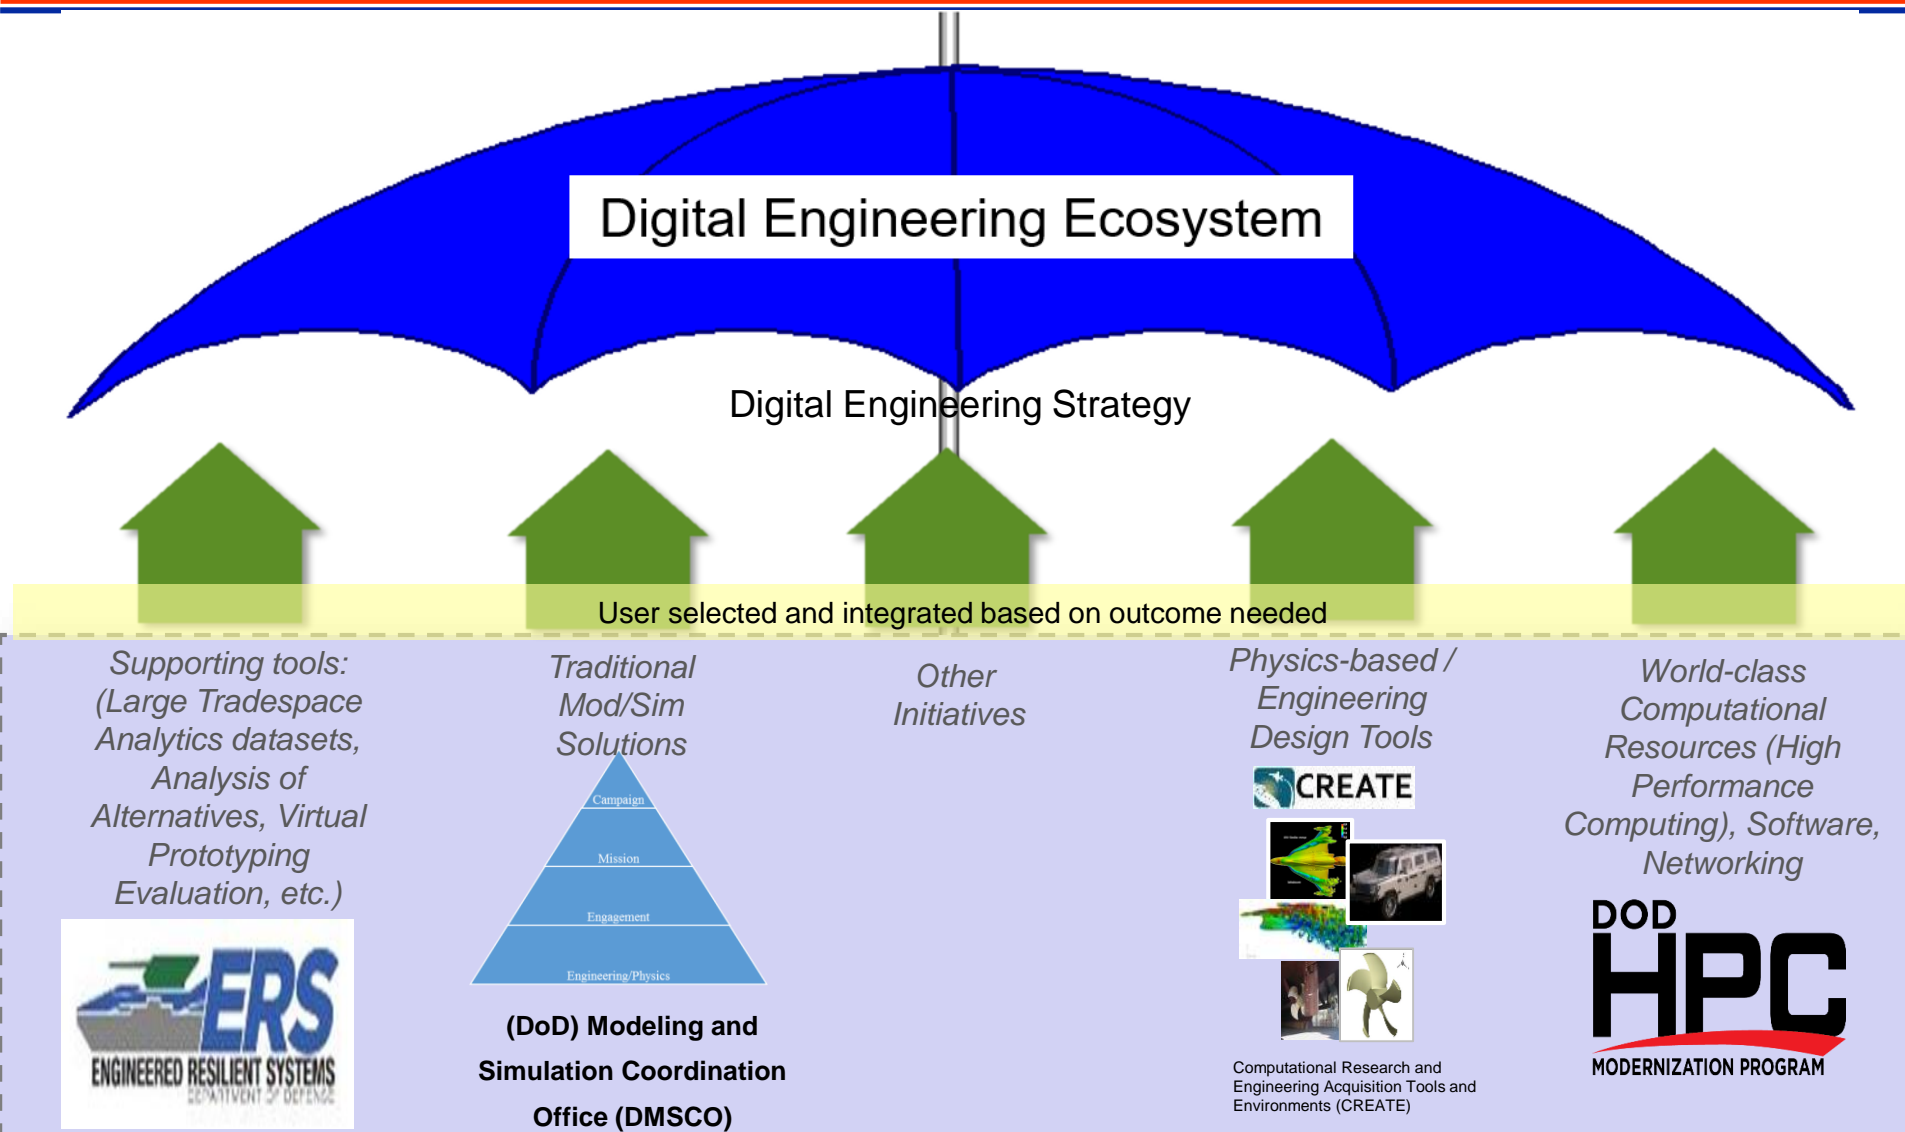 Digital Engineering Ecosystem
Digital Engineering Strategy
User selected and integrated based on outcome needed
Supporting tools:
(Large Tradespace
Analytics datasets,
Analysis of
Alternatives, Virtual
Prototyping
Evaluation, etc.)
ERS
ENGINEERED RESILIENT SYSTEMS
DEPARTMENT OF DEFENSE
Traditional
Mod/Sim
Solutions
Campaign
Mission
Engagement
Engineering/Physics
(DoD) Modeling and
Simulation Coordination
Office (DMSCO)
Other
Initiatives
Physics-based /
Engineering
Design Tools
CREATE
Computational Research and
Engineering Acquisition Tools and
Environments (CREATE)
World-class
Computational
Resources (High
Performance
Computing), Software,
Networking
DOD
HPC
MODERNIZATION PROGRAM